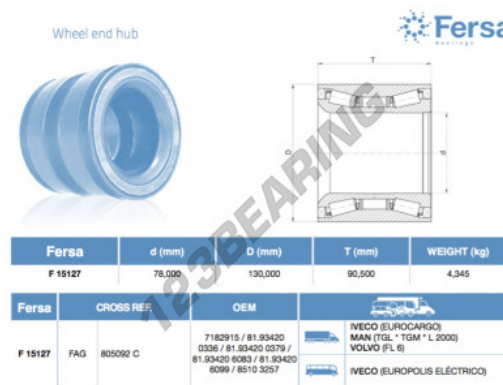 Wheel end hub
Fersa
Bearings
T
D
d
123BEARING
Fersa d (mm) D (mm) T (mm) WEIGHT (kg)
F 15127 78,000 130,000 90,500 4,345
Fersa CROSS REF. OEM
F 15127 FAG 805092 C
7182915 / 81.93420
0336 / 81.93420 0379 /
81.93420 6083 / 81.93420
6099 / 8510 3257
IVECO (EUROCARGO)
MAN (TGL * TGM * L 2000)
VOLVO (FL 6)
IVECO (EUROPOLIS ELÉCTRICO)